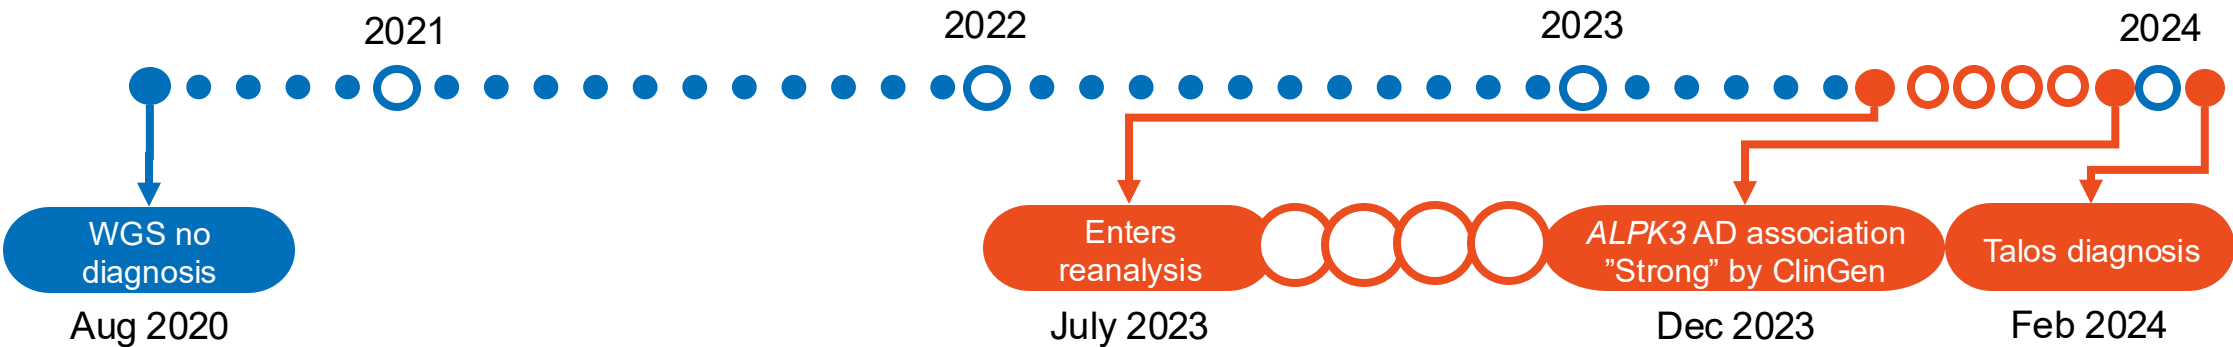 2021
2022
2023
2024
WGS no
diagnosis
Enters
reanalysis
ALPK3 AD association
”Strong” by ClinGen
Talos diagnosis
Aug 2020
July 2023
Dec 2023
Feb 2024